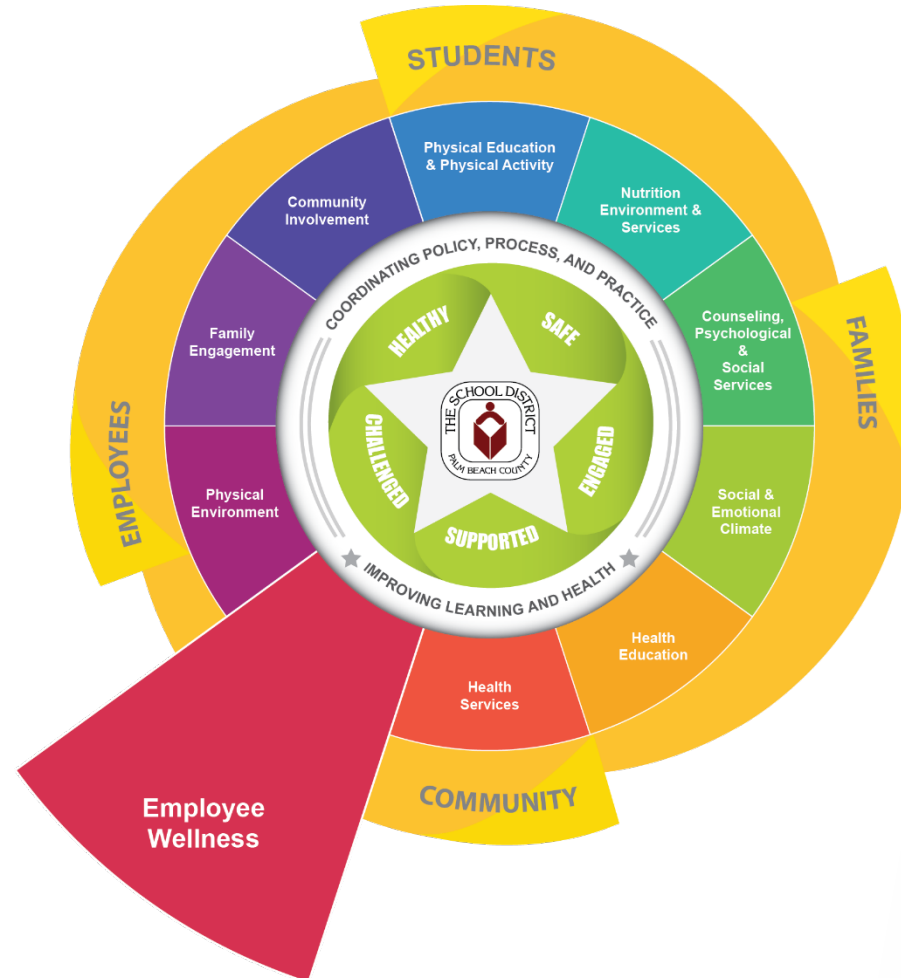 STUDENTS
FAMILIES
COMMUNITY
EMPLOYEES
Physical Education
& Physical Activity
Nutrition
Environment &
Services
Counseling,
Psychological
&
Social
Services
Social &
Emotional
Climate
Health
Education
Health
Services
Employee
Wellness
Physical
Environment
Family
Engagement
Community
Involvement
COORDINATING POLICY, PROCESS, AND PRACTICE
IMPROVING LEARNING AND HEALTH
HEALTHY
SAFE
ENGAGED
SUPPORTED
CHALLENGED
THE SCHOOL DISTRICT
PALM BEACH COUNTY